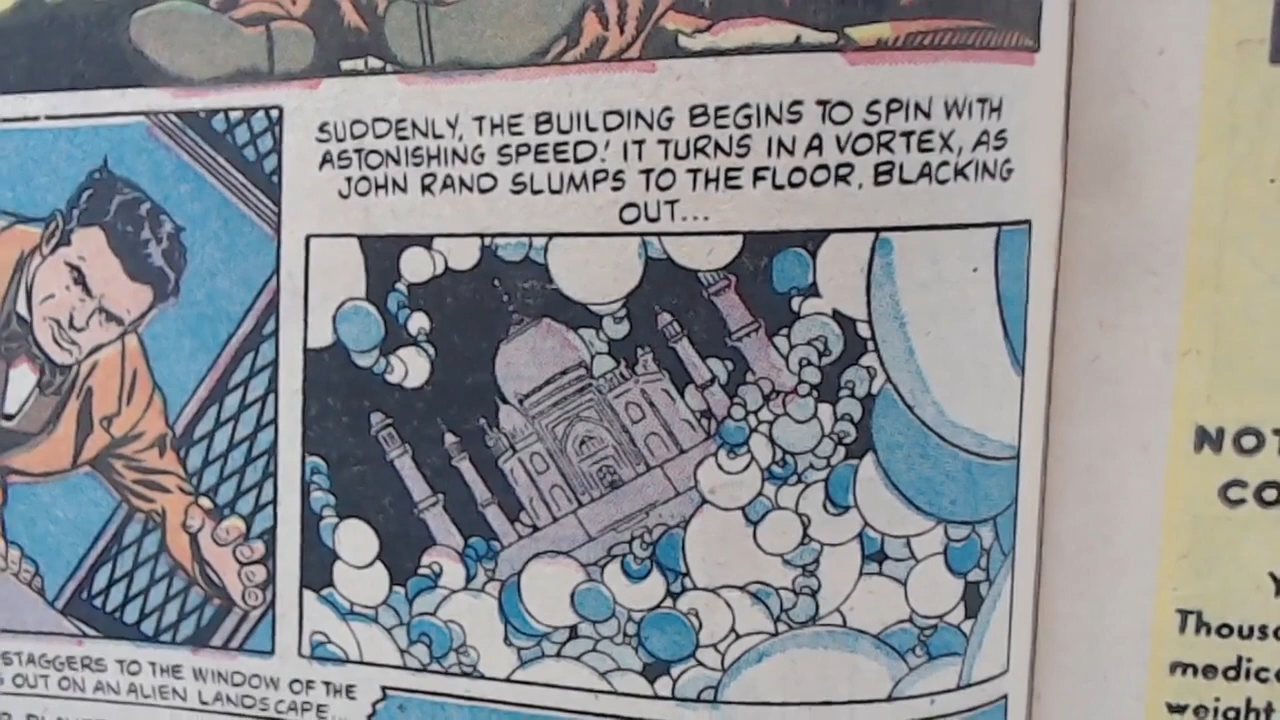 SUDDENLY, THE BUILDING BEGINS TO SPIN WITH
ASTONISHING SPEED! IT TURNS IN A VORTEX, AS
JOHN RAND SLUMPS TO THE FLOOR, BLACKING
OUT...
STAGGERS TO THE WINDOW OF THE
OUT ON AN ALIEN LANDSCAPE...
NOT
CO
Thous
medic
weight